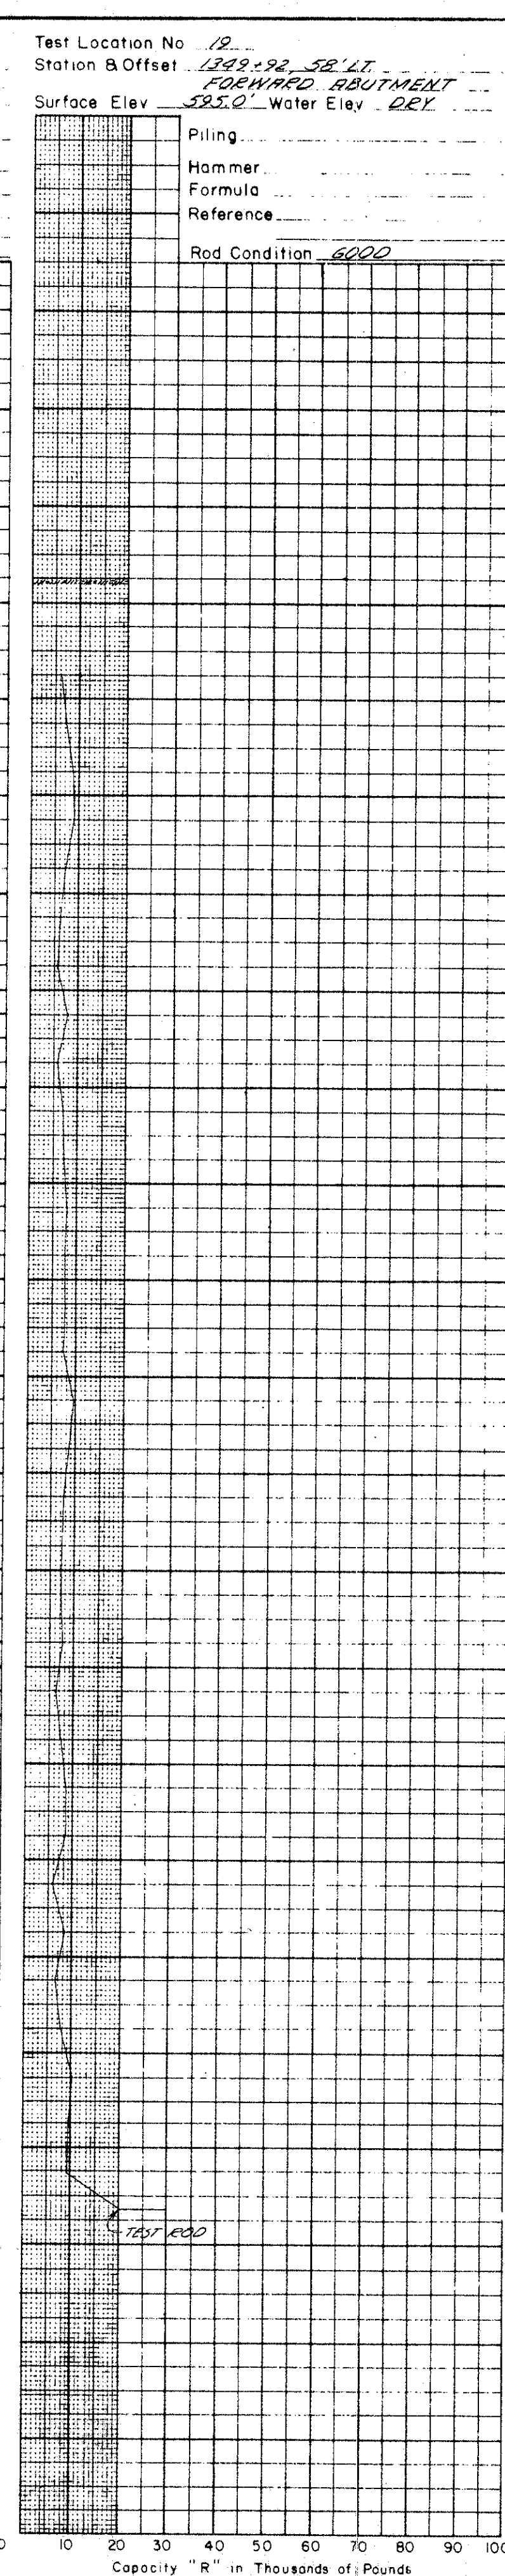 Test Location No 19
Station & Offset 1349+92, 58' LT.
FORWARD ABUTMENT
Surface Elev 595.0' Water Elev DRY
Piling
Hammer
Formula
Reference
Rod Condition GOOD
TEST ROD
0 10 20 30 40 50 60 70 80 90 100
Capacity "R" in Thousands of Pounds